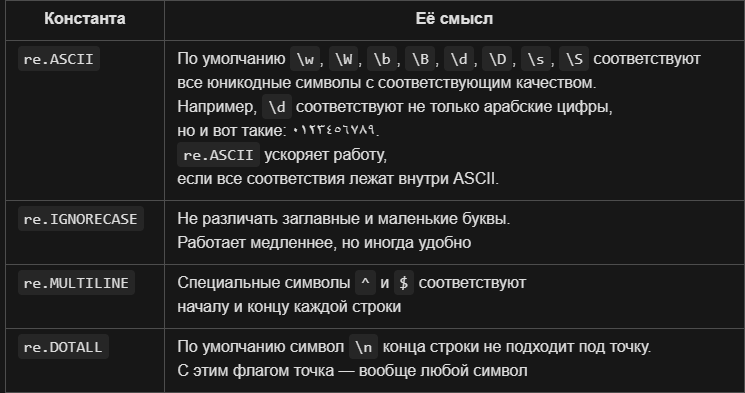 Константа Её смысл
re.ASCII По умолчанию \w, \W, \b, \B, \d, \D, \s, \S соответствуют
все юникодные символы с соответствующим качеством.
Например, \d соответствуют не только арабские цифры,
но и вот такие: ٠١٢٣٤٥٦٧٨٩.
re.ASCII ускоряет работу,
если все соответствия лежат внутри ASCII.
re.IGNORECASE Не различать заглавные и маленькие буквы.
Работает медленнее, но иногда удобно
re.MULTILINE Специальные символы ^ и $ соответствуют
началу и концу каждой строки
re.DOTALL По умолчанию символ \n конца строки не подходит под точку.
С этим флагом точка — вообще любой символ